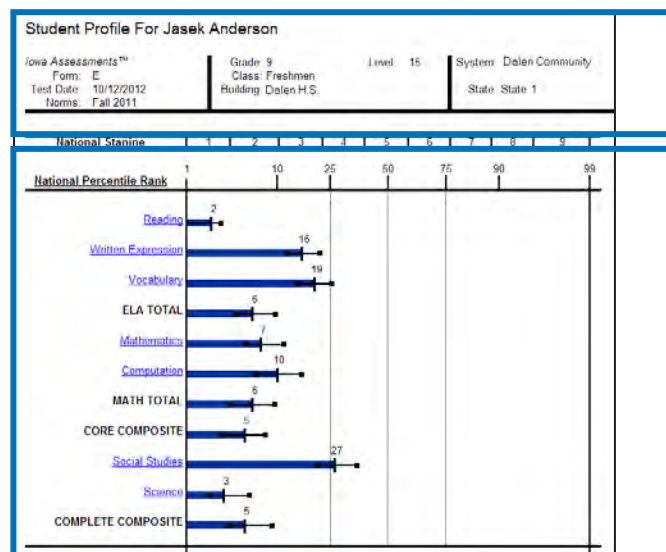 Student Profile For Jasek Anderson
Iowa Assessments™ Grade: 9 Level: 15 System: Dalen Community
Form: E Class: Freshmen
Test Date: 10/12/2012 Building: Dalen H.S. State: State 1
Norms: Fall 2011
National Stanine 1 2 3 4 5 6 7 8 9
1 10 25 50 75 90 99
National Percentile Rank
2
Reading
16
Written Expression
19
Vocabulary
6
ELA TOTAL
7
Mathematics
10
Computation
6
MATH TOTAL
5
CORE COMPOSITE
27
Social Studies
3
Science
5
COMPLETE COMPOSITE